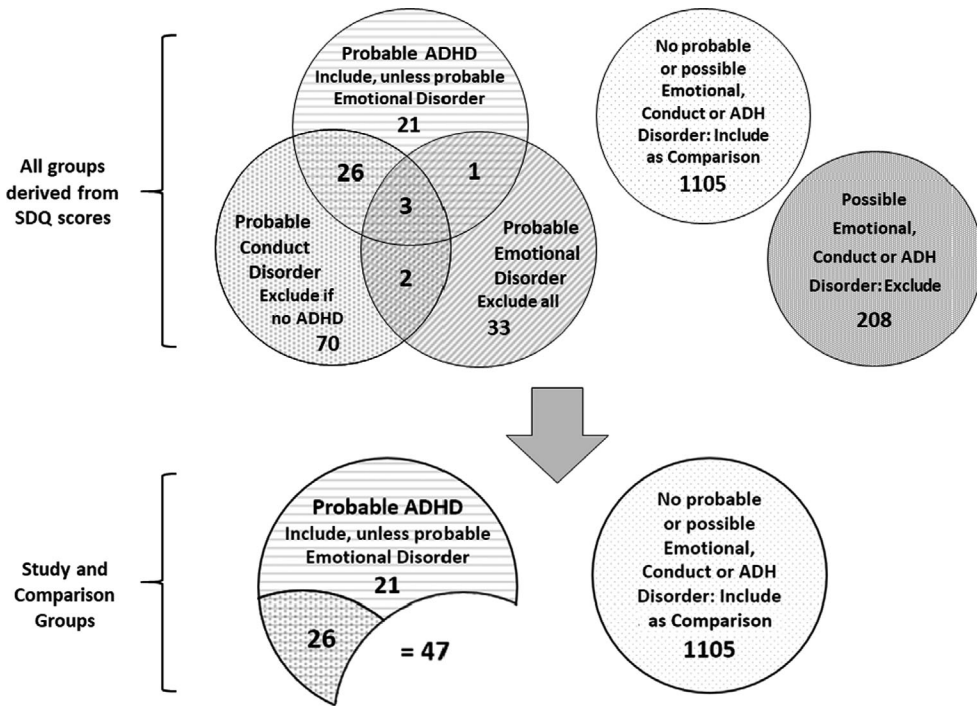 All groups
derived from
SDQ scores
Probable ADHD
Include, unless probable
Emotional Disorder
21
26
1
3
2
Probable
Conduct
Disorder
Exclude if
no ADHD
70
Probable
Emotional
Disorder
Exclude all
33
No probable
or possible
Emotional,
Conduct or ADH
Disorder: Include
as Comparison
1105
Possible
Emotional,
Conduct or ADH
Disorder: Exclude
208
Study and
Comparison
Groups
Probable ADHD
Include, unless probable
Emotional Disorder
21
26
= 47
No probable
or possible
Emotional,
Conduct or ADH
Disorder: Include
as Comparison
1105